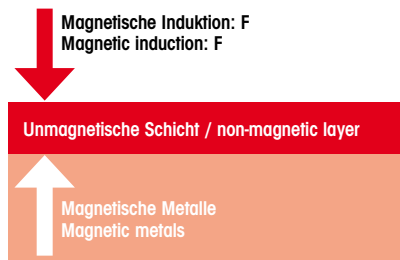 Magnetische Induktion: F
Magnetic induction: F
Unmagnetische Schicht / non-magnetic layer
Magnetische Metalle
Magnetic metals